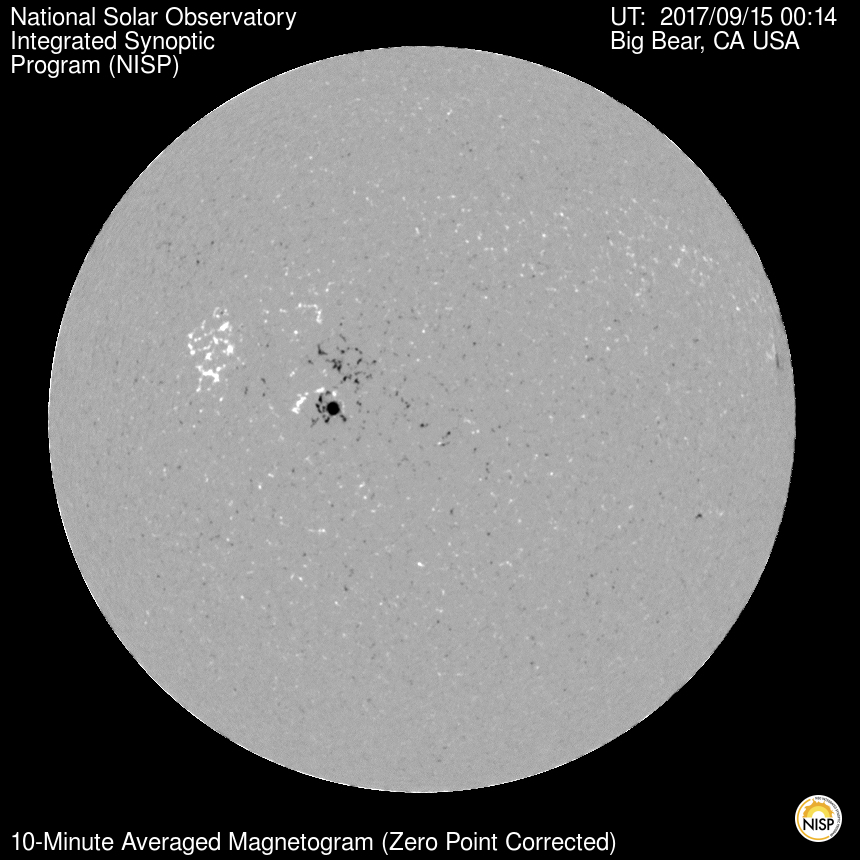 National Solar Observatory
Integrated Synoptic
Program (NISP)
UT:  2017/09/15 00:14
Big Bear, CA USA
10-Minute Averaged Magnetogram (Zero Point Corrected)
NISP